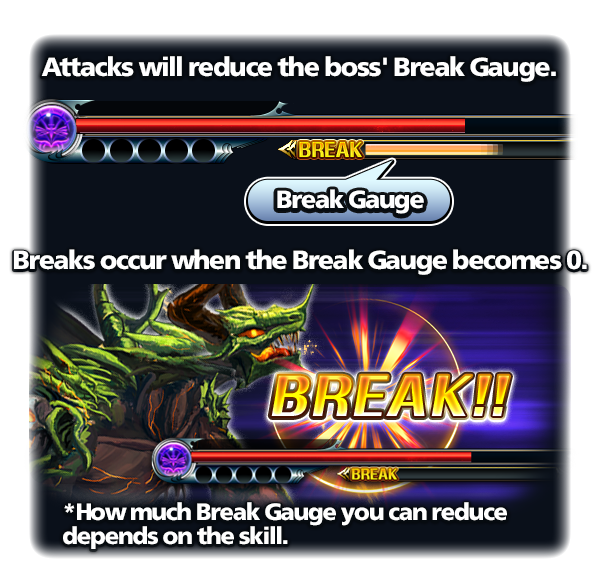 Attacks will reduce the boss' Break Gauge.
BREAK
Break Gauge
Breaks occur when the Break Gauge becomes 0.
BREAK!!
BREAK
*How much Break Gauge you can reduce
depends on the skill.